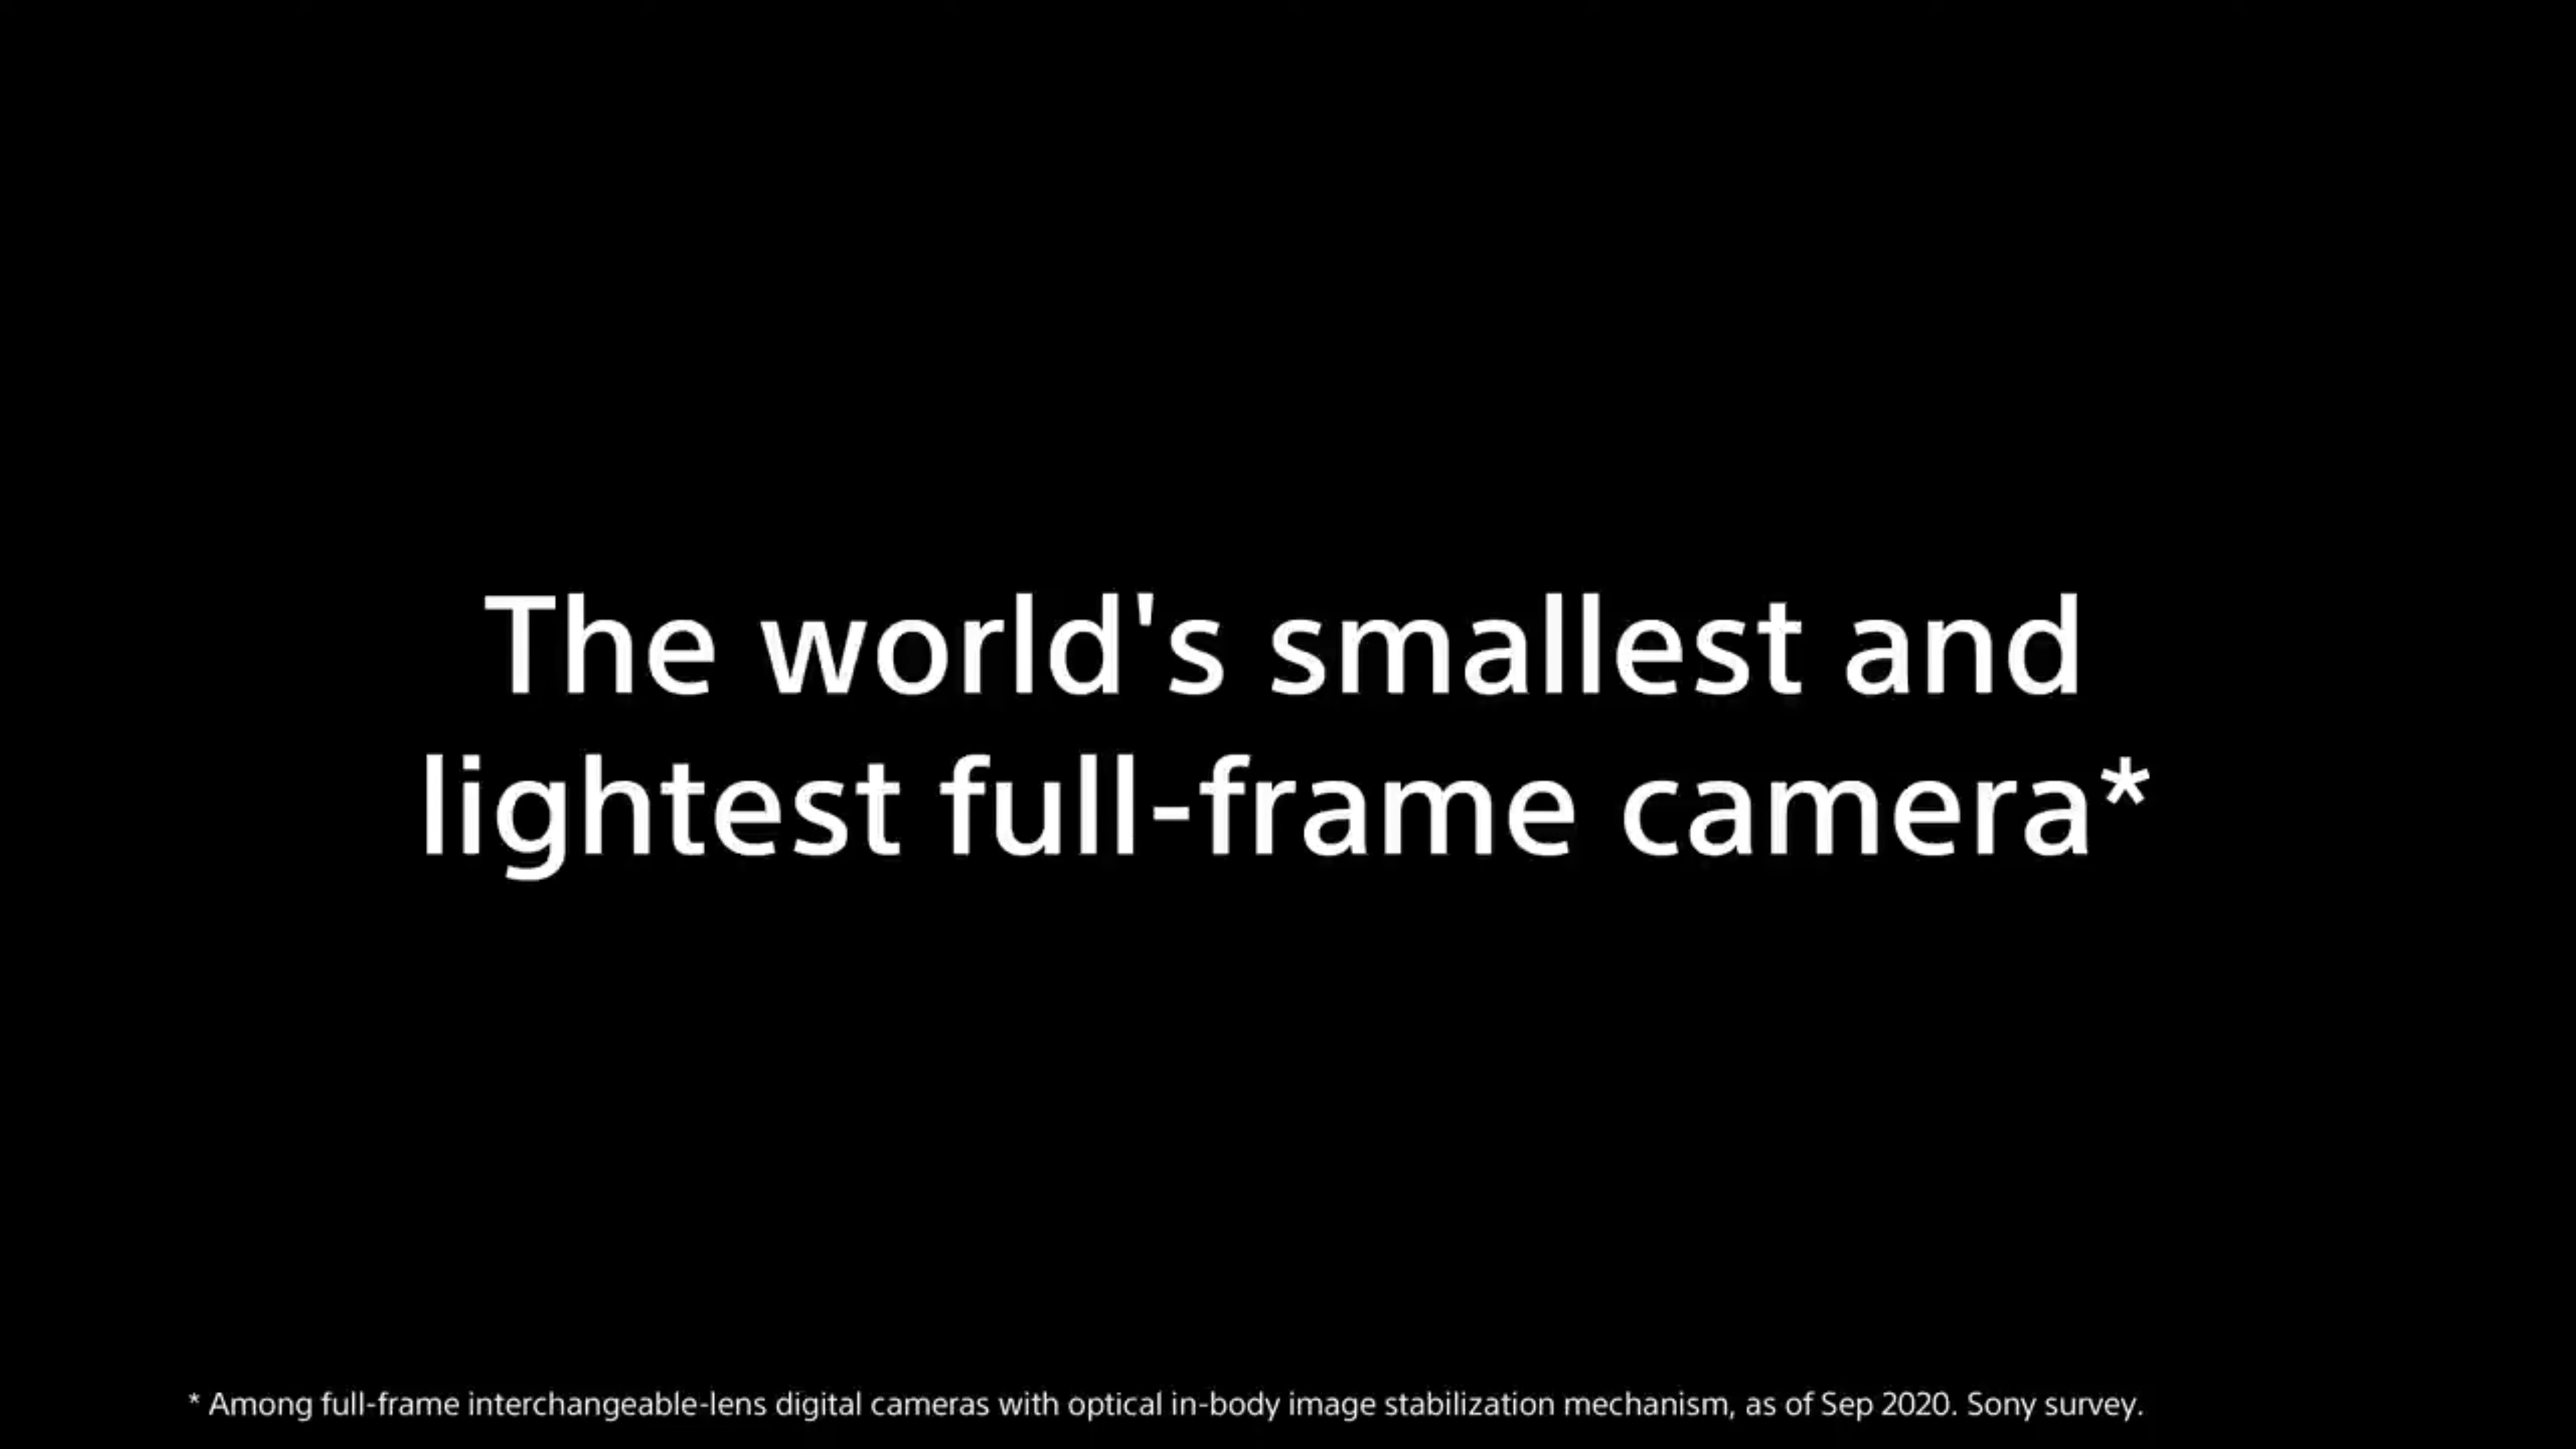 The world's smallest and
lightest full-frame camera*
* Among full-frame interchangeable-lens digital cameras with optical in-body image stabilization mechanism, as of Sep 2020. Sony survey.